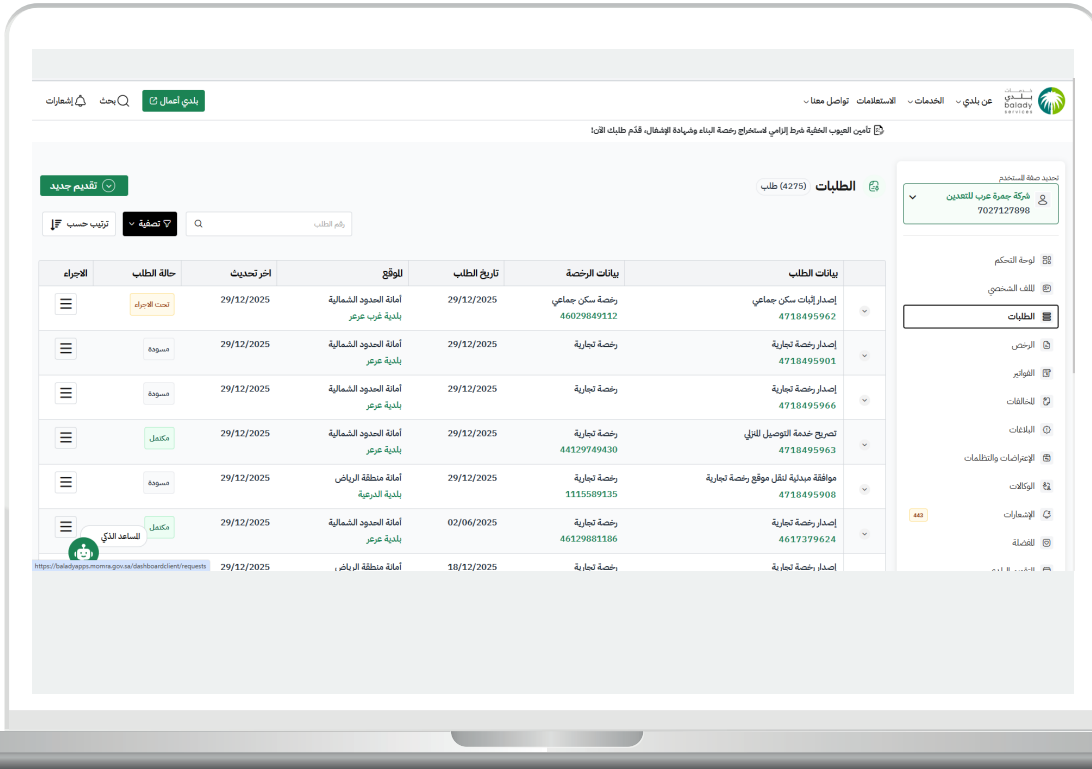 خدمات
بلدي
balady
services
عن بلدي
الخدمات
الاستعلامات
تواصل معنا
بلدي أعمال
بحث
إشعارات
تأمين العيوب الخفية شرط إلزامي لاستخراج رخصة البناء وشهادة الإشغال، قدّم طلبك الآن!
تحديد صفة المستخدم
شركة جمرة عرب للتعدين
7027127898
لوحة التحكم
الملف الشخصي
الطلبات
الرخص
الفواتير
المخالفات
البلاغات
الإعتراضات والتظلمات
الوكالات
الإشعارات 443
المفضلة
الطلبات (4275) طلب
تقديم جديد
رقم الطلب
تصفية
ترتيب حسب
بيانات الطلب بيانات الرخصة تاريخ الطلب الموقع اخر تحديث حالة الطلب الاجراء
إصدار إثبات سكن جماعي رخصة سكن جماعي 29/12/2025 أمانة الحدود الشمالية 29/12/2025 تحت الاجراء
4718495962 46029849112 بلدية غرب عرعر
إصدار رخصة تجارية رخصة تجارية 29/12/2025 أمانة الحدود الشمالية 29/12/2025 مسودة
4718495901 بلدية عرعر
إصدار رخصة تجارية رخصة تجارية 29/12/2025 أمانة الحدود الشمالية 29/12/2025 مسودة
4718495966 بلدية عرعر
تصريح خدمة التوصيل المنزلي رخصة تجارية 29/12/2025 أمانة الحدود الشمالية 29/12/2025 مكتمل
4718495963 44129749430 بلدية عرعر
موافقة مبدئية لنقل موقع رخصة تجارية رخصة تجارية 29/12/2025 أمانة منطقة الرياض 29/12/2025 مسودة
4718495908 1115589135 بلدية الدرعية
إصدار رخصة تجارية رخصة تجارية 02/06/2025 أمانة الحدود الشمالية 29/12/2025 مكتمل
4617379624 46129881186 بلدية عرعر
إصدار رخصة تجارية رخصة تجارية 18/12/2025 أمانة منطقة الرياض 29/12/2025
المساعد الذكي
https://baladyapps.momra.gov.sa/dashboardclient/requests